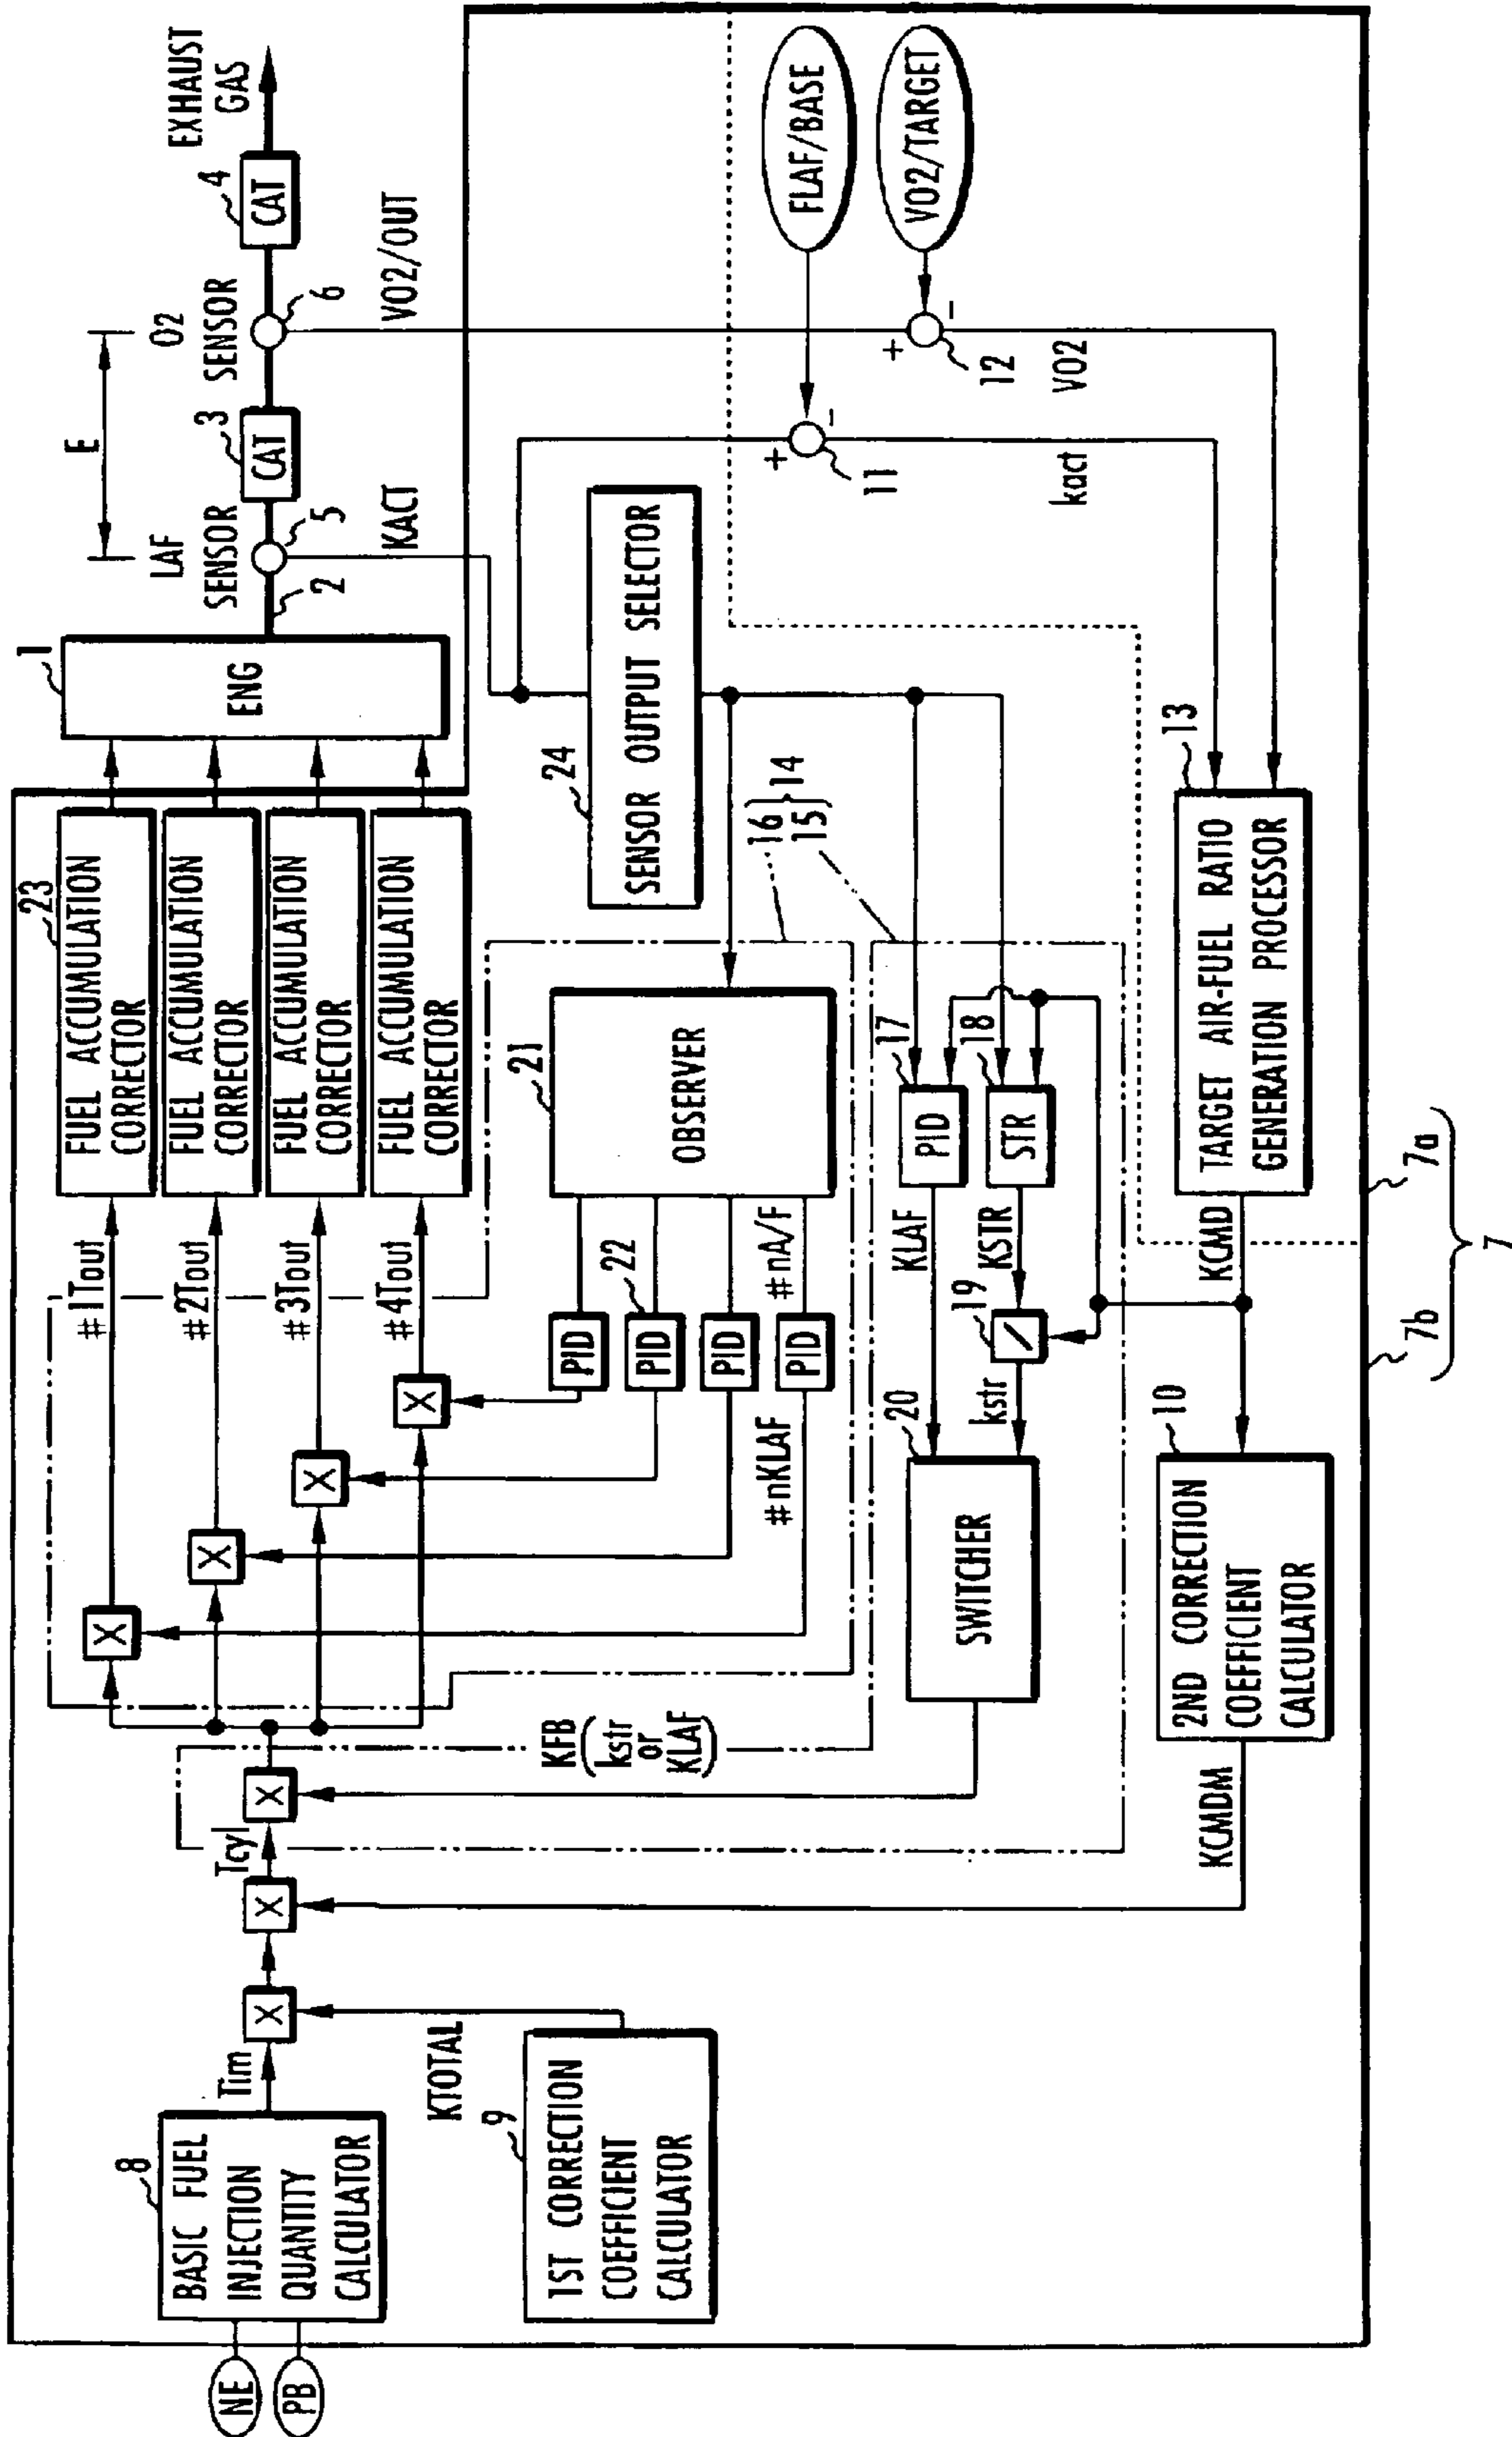 EXHAUST
GAS
E
O2
SENSOR
LAF
SENSOR
4
CAT
6
3
CAT
5
2
1
ENG
VO2/OUT
KACT
23
FUEL ACCUMULATION
CORRECTOR
FUEL ACCUMULATION
CORRECTOR
FUEL ACCUMULATION
CORRECTOR
FUEL ACCUMULATION
CORRECTOR
#1Tout
#2Tout
#3Tout
#4Tout
X
X
X
X
X
X
X
Tcyl
Tim
8
BASIC FUEL
INJECTION
QUANTITY
CALCULATOR
NE
PB
KTOTAL
9
1ST CORRECTION
COEFFICIENT
CALCULATOR
24
SENSOR OUTPUT SELECTOR
16
15
14
21
OBSERVER
22
PID
PID
PID
PID
#nA/F
#nKLAF
KFB
(kstr
or
KLAF)
FLAF/BASE
VO2/TARGET
+
-
11
+
-
12
kact
VO2
17
PID
18
STR
KLAF
KSTR
19
/
kstr
20
SWITCHER
13
TARGET AIR-FUEL RATIO
GENERATION PROCESSOR
KCMD
10
2ND CORRECTION
COEFFICIENT
CALCULATOR
KCMDM
7a
7b
7